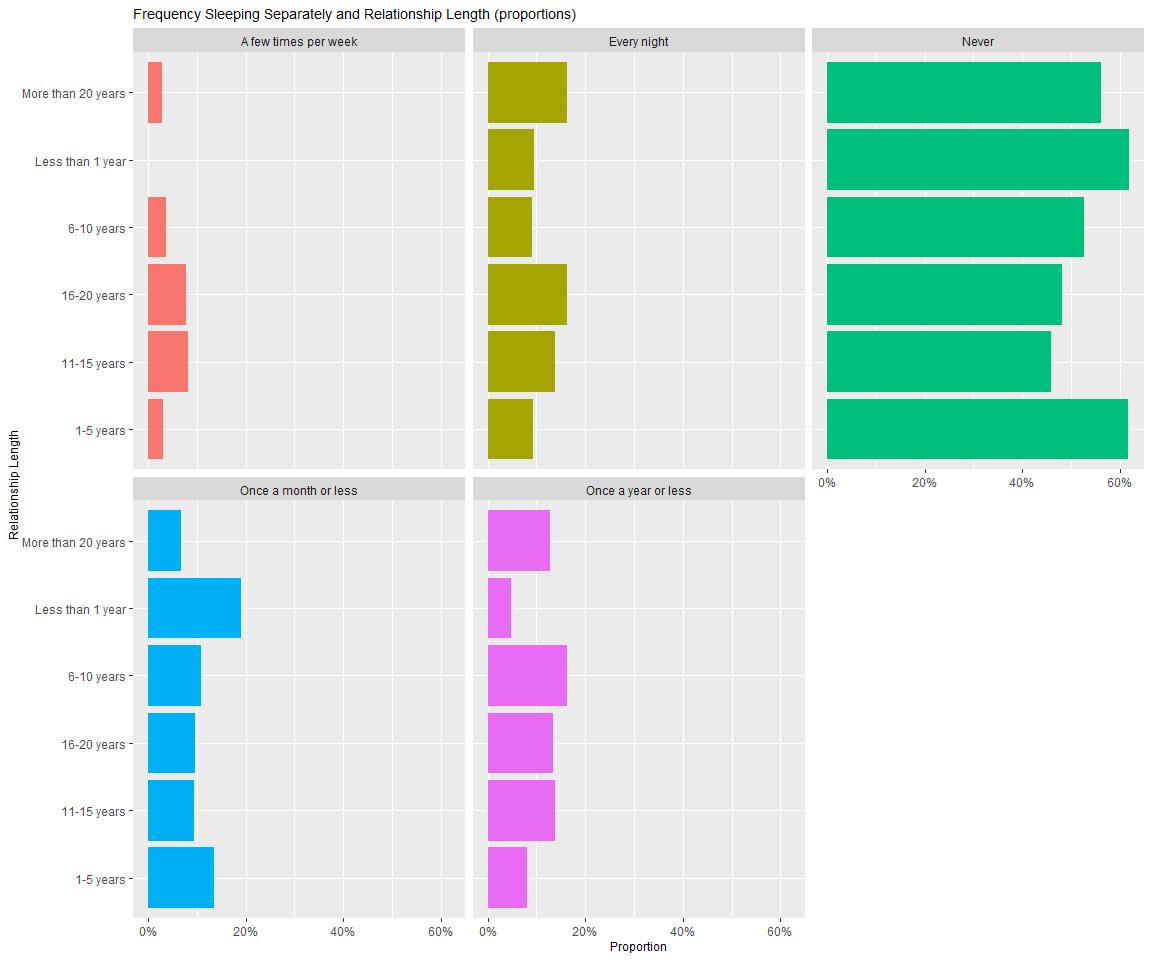 Frequency Sleeping Separately and Relationship Length (proportions)
A few times per week
Every night
Never
More than 20 years
Less than 1 year
6-10 years
16-20 years
11-15 years
1-5 years
0%
20%
40%
60%
Relationship Length
Once a month or less
Once a year or less
More than 20 years
Less than 1 year
6-10 years
16-20 years
11-15 years
1-5 years
0%
20%
40%
60%
0%
20%
40%
60%
Proportion